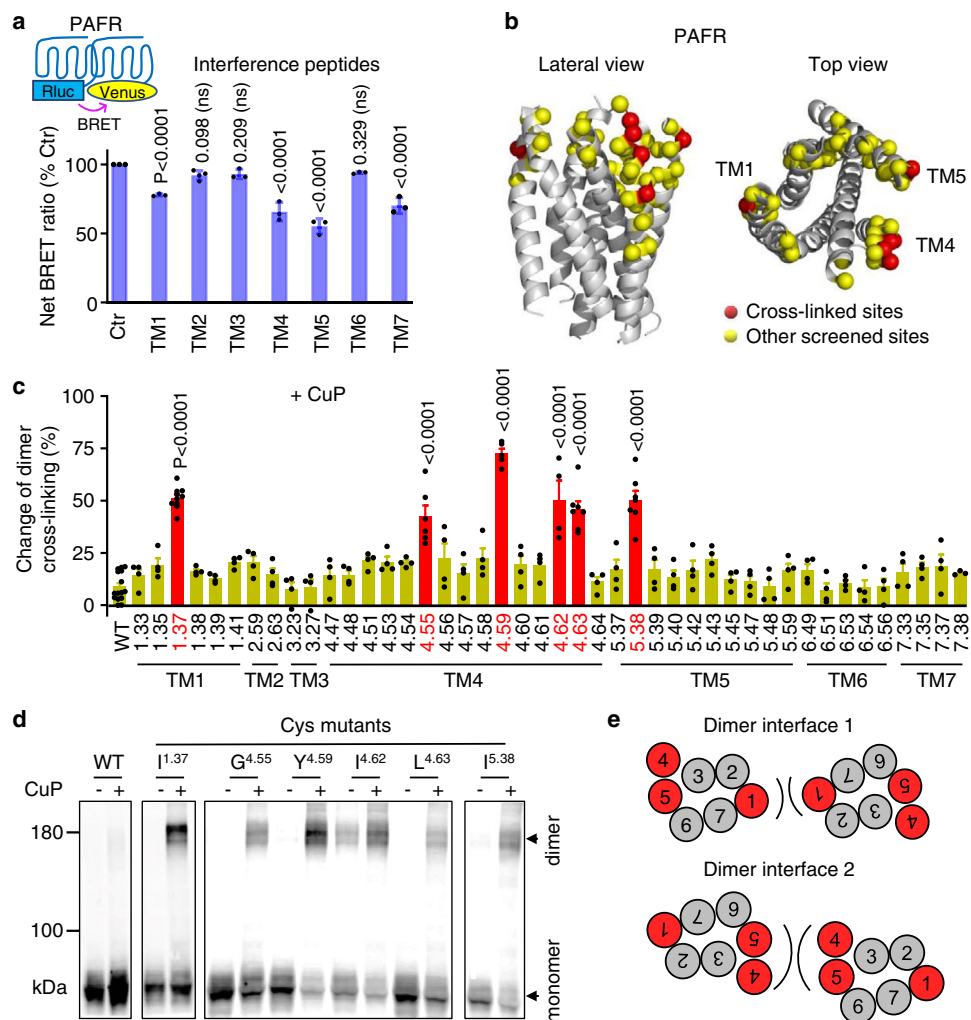 a
PAFR
Rluc
Venus
BRET
Interference peptides
Net BRET ratio (% Ctr)
100
50
0
P<0.0001
0.098 (ns)
0.209 (ns)
<0.0001
<0.0001
0.329 (ns)
<0.0001
Ctr
TM1
TM2
TM3
TM4
TM5
TM6
TM7
b
PAFR
Lateral view
Top view
TM1
TM5
TM4
Cross-linked sites
Other screened sites
c
+ CuP
Change of dimer
cross-linking (%)
100
75
50
25
0
P<0.0001
<0.0001
<0.0001
<0.0001
<0.0001
<0.0001
WT
1.33
1.35
1.37
1.38
1.39
1.41
2.59
2.63
3.23
3.27
4.47
4.48
4.51
4.53
4.54
4.55
4.56
4.57
4.58
4.59
4.60
4.61
4.62
4.63
4.64
5.37
5.38
5.39
5.40
5.42
5.43
5.45
5.47
5.48
5.59
6.49
6.51
6.53
6.54
6.56
7.33
7.35
7.37
7.38
TM1
TM2
TM3
TM4
TM5
TM6
TM7
d
Cys mutants
WT
I1.37
G4.55
Y4.59
I4.62
L4.63
I5.38
CuP
- + - + - + - + - + - + - +
180
100
kDa
dimer
monomer
e
Dimer interface 1
4 3 2 5 1 6 7
1 7 6 5 2 3 4
Dimer interface 2
1 7 6 5 2 3 4
4 3 2 5 1 6 7